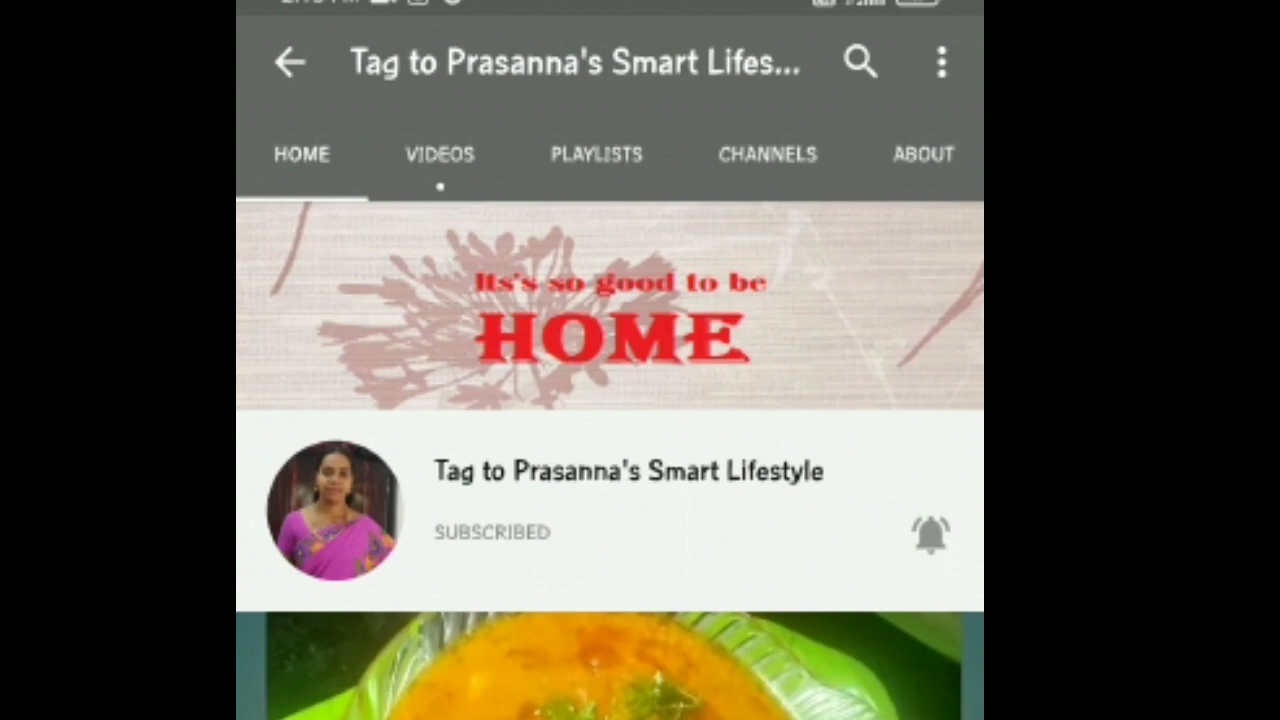 Tag to Prasanna's Smart Lifes...
HOME VIDEOS PLAYLISTS CHANNELS ABOUT
Its's so good to be
HOME
Tag to Prasanna's Smart Lifestyle
SUBSCRIBED